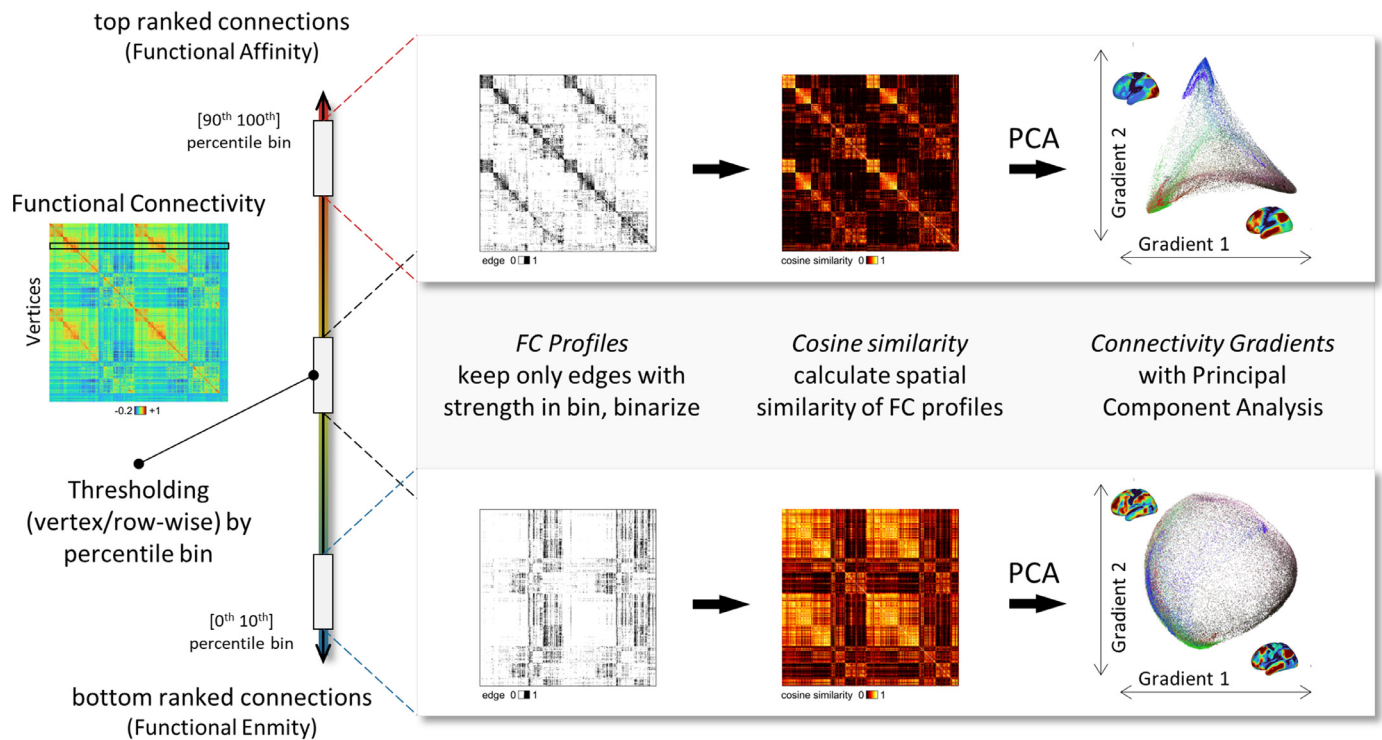 top ranked connections
(Functional Affinity)
[90th 100th]
percentile bin
Functional Connectivity
Vertices
-0.2 +1
Thresholding
(vertex/row-wise) by
percentile bin
[0th 10th]
percentile bin
bottom ranked connections
(Functional Enmity)
edge 0 1
cosine similarity 0 1
PCA
Gradient 2
Gradient 1
FC Profiles
keep only edges with
strength in bin, binarize
Cosine similarity
calculate spatial
similarity of FC profiles
Connectivity Gradients
with Principal
Component Analysis
edge 0 1
cosine similarity 0 1
PCA
Gradient 2
Gradient 1